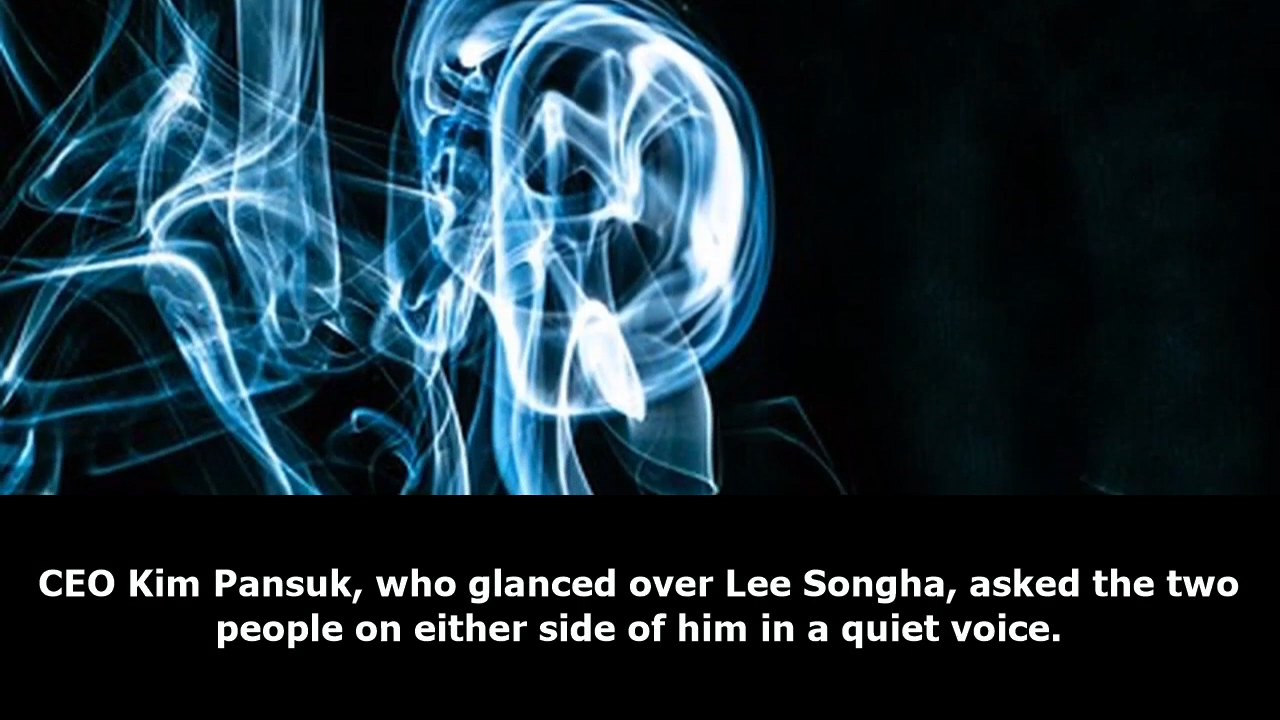 CEO Kim Pansuk, who glanced over Lee Songha, asked the two
people on either side of him in a quiet voice.